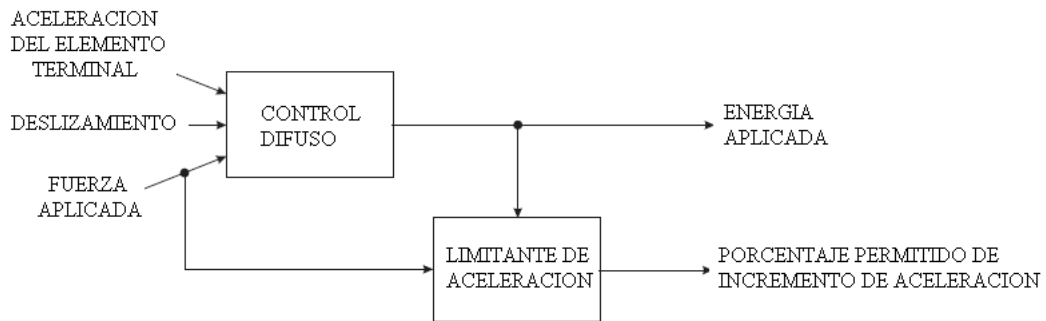 ACELERACION
DEL ELEMENTO
TERMINAL
DESLIZAMIENTO
FUERZA
APLICADA
CONTROL
DIFUSO
ENERGIA
APLICADA
LIMITANTE DE
ACELERACION
PORCENTAJE PERMITIDO DE
INCREMENTO DE ACELERACION